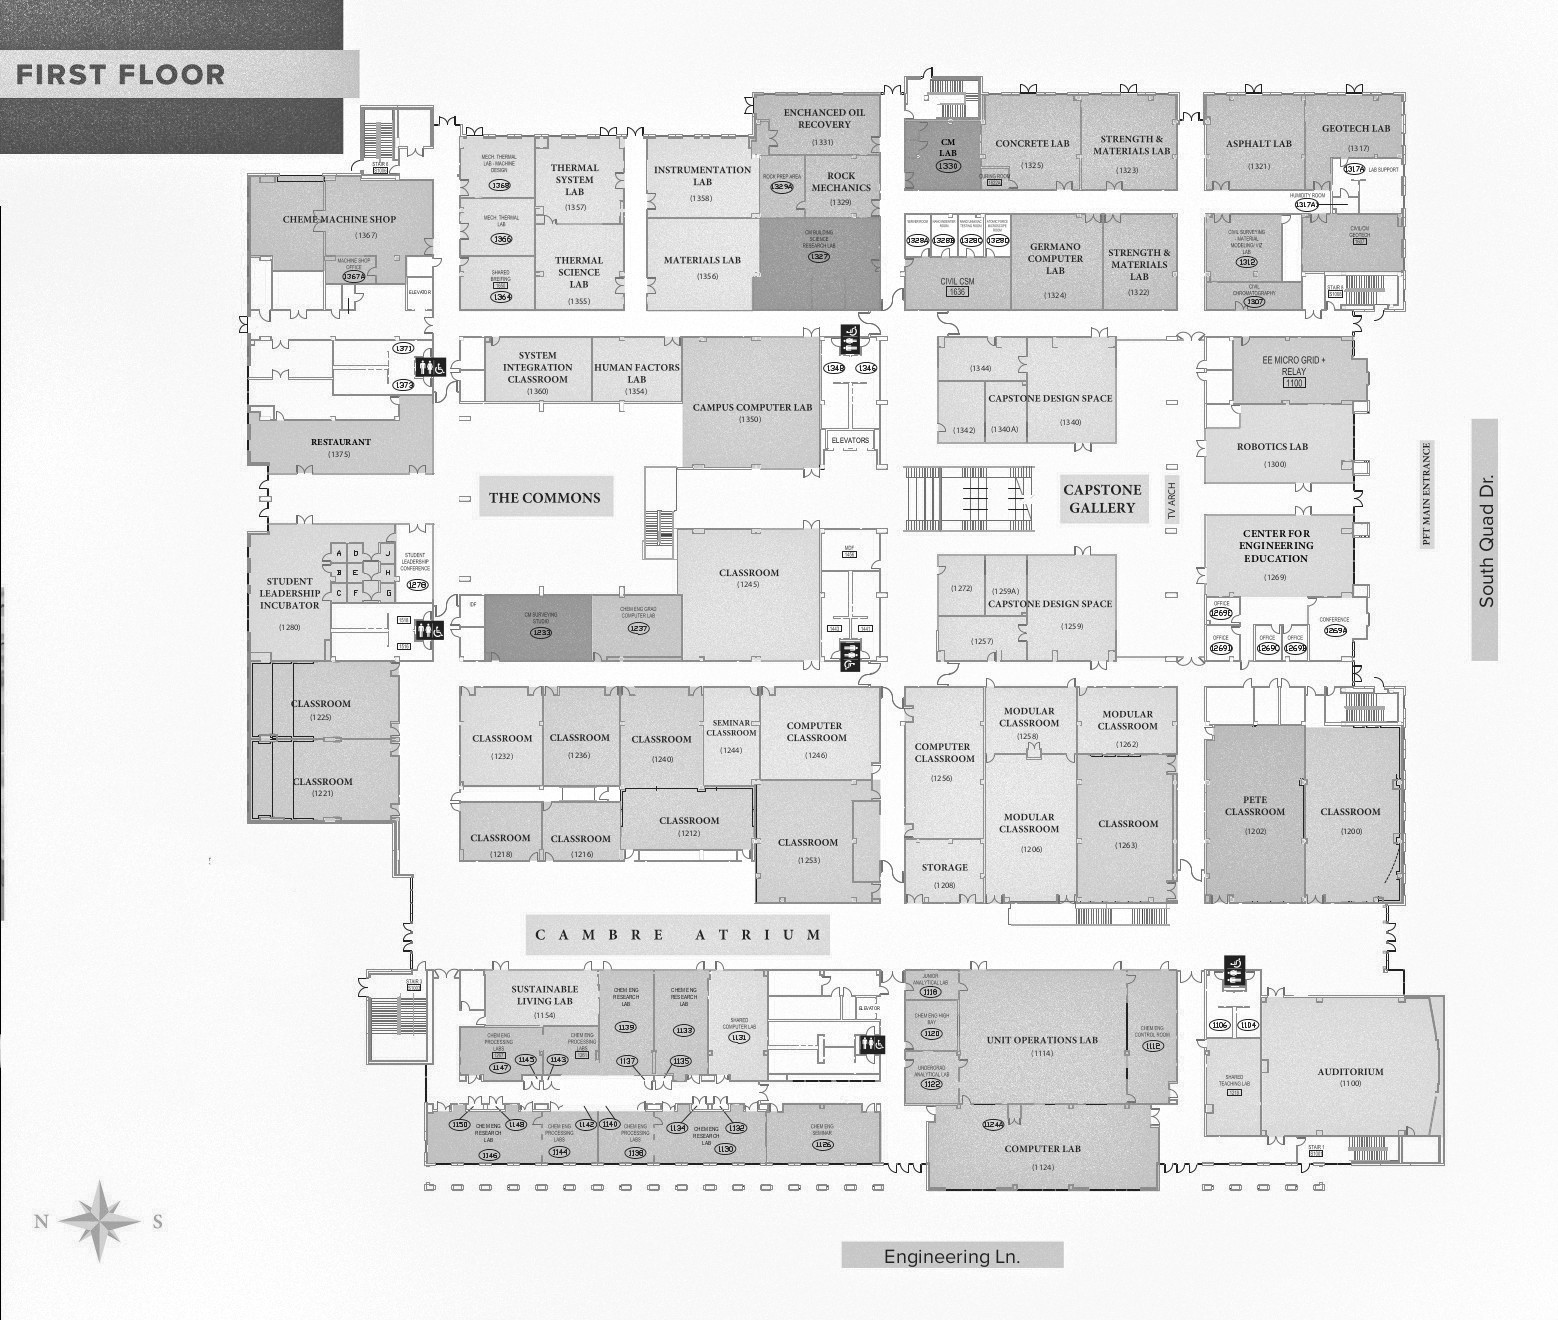 FIRST FLOOR
ENCHANCED OIL
RECOVERY
(1331)
CM
LAB
1330
CONCRETE LAB
(1325)
CURING ROOM
STRENGTH &
MATERIALS LAB
(1323)
ASPHALT LAB
(1321)
GEOTECH LAB
(1317)
1317A
LAB SUPPORT
HUMIDITY ROOM
1317A
STAIR 6
MECH. THERMAL
LAB - MACHINE
DESIGN
1368
THERMAL
SYSTEM
LAB
(1357)
INSTRUMENTATION
LAB
(1358)
ROCK PREP AREA
1329A
ROCK
MECHANICS
(1329)
CHEME MACHINE SHOP
(1367)
MACHINE SHOP
OFFICE
1367A
ELEVATOR
MECH. THERMAL
LAB
1366
SHARED
BREIFING
1364
THERMAL
SCIENCE
LAB
(1355)
MATERIALS LAB
(1356)
CM BUILDING
SCIENCE
RESEARCH LAB
1327
1328A
1328B
1328C
1328D
CIVIL CSM
1636
GERMANO
COMPUTER
LAB
(1324)
STRENGTH &
MATERIALS
LAB
(1322)
CIVIL SURVEYING
- MATERIAL
MODELING/ VIZ
LAB
1312
CIVIL
CHROMATOGRAPHY
1307
CIVIL/CM
GEOTECH
1371
1373
RESTAURANT
(1375)
SYSTEM
INTEGRATION
CLASSROOM
(1360)
HUMAN FACTORS
LAB
(1354)
CAMPUS COMPUTER LAB
(1350)
1348
1346
ELEVATORS
(1344)
CAPSTONE DESIGN SPACE
(1340)
(1342)
(1340A)
EE MICRO GRID +
RELAY
1100
ROBOTICS LAB
(1300)
THE COMMONS
CAPSTONE
GALLERY
TV ARCH
PFT MAIN ENTRANCE
South Quad Dr.
STUDENT
LEADERSHIP
INCUBATOR
(1280)
A
D
J
B
E
H
C
F
G
STUDENT
LEADERSHIP
CONFERENCE
1278
IDF
CM SURVEYING
STUDIO
1233
CHEM ENG GRAD
COMPUTER LAB
1237
CLASSROOM
(1245)
MDF
(1272)
(1259A)
CAPSTONE DESIGN SPACE
(1259)
(1257)
CENTER FOR
ENGINEERING
EDUCATION
(1269)
OFFICE
1269E
OFFICE
1269D
OFFICE
1269C
OFFICE
1269B
CONFERENCE
1269A
CLASSROOM
(1225)
CLASSROOM
(1221)
CLASSROOM
(1232)
CLASSROOM
(1236)
CLASSROOM
(1240)
SEMINAR
CLASSROOM
(1244)
COMPUTER
CLASSROOM
(1246)
COMPUTER
CLASSROOM
(1256)
MODULAR
CLASSROOM
(1258)
MODULAR
CLASSROOM
(1262)
CLASSROOM
(1218)
CLASSROOM
(1216)
CLASSROOM
(1212)
CLASSROOM
(1253)
STORAGE
(1208)
MODULAR
CLASSROOM
(1206)
CLASSROOM
(1263)
PETE
CLASSROOM
(1202)
CLASSROOM
(1200)
CAMBRE ATRIUM
STAIR 3
SUSTAINABLE
LIVING LAB
(1154)
CHEM ENG
PROCESSING
LABS
1147
1145
1143
CHEM ENG
PROCESSING
LABS
CHEM ENG
RESEARCH
LAB
1139
1137
CHEM ENG
RESEARCH
LAB
1133
1135
SHARED
COMPUTER LAB
1131
ELEVATOR
JUNIOR
ANALYTICAL LAB
1118
CHEM ENG HIGH
BAY
1120
UNDERGRAD
ANALYTICAL LAB
1122
UNIT OPERATIONS LAB
(1114)
CHEM ENG
CONTROL ROOM
1112
1106
1104
SHARED
TEACHING LAB
AUDITORIUM
(1100)
STAIR 1
1150
1148
CHEM ENG
RESEARCH
LAB
1146
CHEM ENG
PROCESSING
LABS
1144
1142
1140
CHEM ENG
PROCESSING
LABS
1138
1134
1132
CHEM ENG
RESEARCH
LAB
1130
CHEM ENG
SEMINAR
1126
1124A
COMPUTER LAB
(1124)
N
S
Engineering Ln.